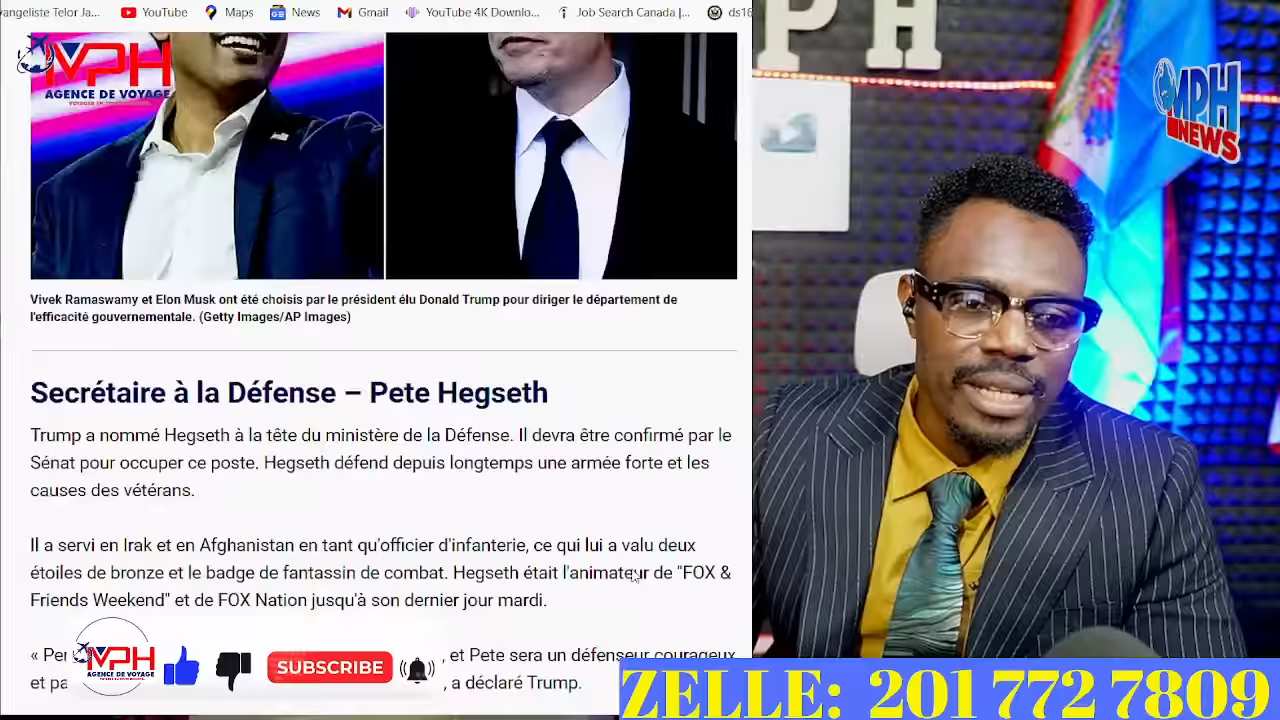 vangeliste Telor Ja... YouTube Maps News Gmail YouTube 4K Downlo... Job Search Canada |... ds16
PH
MPH
AGENCE DE VOYAGE
MPH
NEWS
Vivek Ramaswamy et Elon Musk ont été choisis par le président élu Donald Trump pour diriger le département de
l'efficacité gouvernementale. (Getty Images/AP Images)
Secrétaire à la Défense – Pete Hegseth
Trump a nommé Hegseth à la tête du ministère de la Défense. Il devra être confirmé par le
Sénat pour occuper ce poste. Hegseth défend depuis longtemps une armée forte et les
causes des vétérans.
Il a servi en Irak et en Afghanistan en tant qu'officier d'infanterie, ce qui lui a valu deux
étoiles de bronze et le badge de fantassin de combat. Hegseth était l'animateur de "FOX &
Friends Weekend" et de FOX Nation jusqu'à son dernier jour mardi.
« Per , et Pete sera un défenseur courageux
et pa , a déclaré Trump.
MPH
AGENCE DE VOYAGE
SUBSCRIBE
ZELLE: 201 772 7809